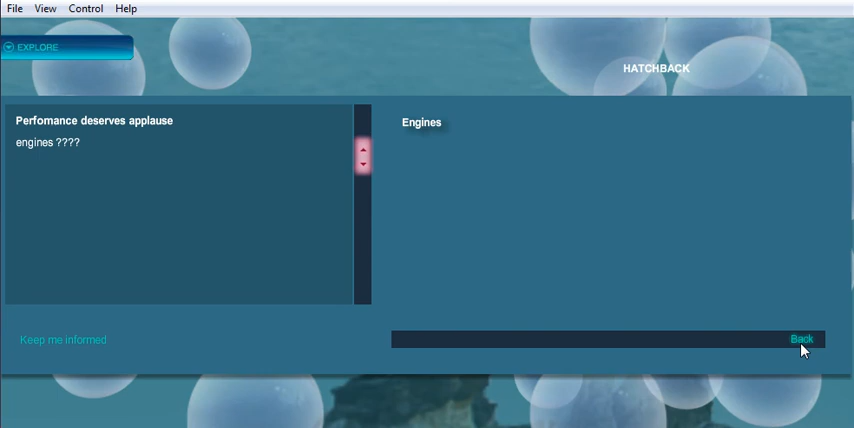 File View Control Help
EXPLORE
HATCHBACK
Perfomance deserves applause
engines ????
Engines
Keep me informed
Back